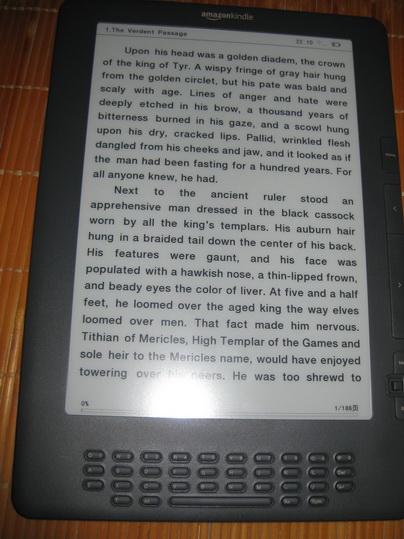 amazonkindle
1.The Verdent Passage
22:10
Upon his head was a golden diadem, the crown
of the king of Tyr. A wispy fringe of gray hair hung
from the golden circlet, but his pate was bald and
scaly with age. Lines of anger and hate were
deeply etched in his brow, a thousand years of
bitterness burned in his gaze, and a scowl hung
upon his dry, cracked lips. Pallid, wrinkled flesh
dangled from his cheeks and jaw, and it looked as if
the man had been fasting for a hundred years. For
all anyone knew, he had.
Next to the ancient ruler stood an
apprehensive man dressed in the black cassock
worn by all the king's templars. His auburn hair
hung in a braided tail down the center of his back.
His features were gaunt, and his face was
populated with a hawkish nose, a thin-lipped frown,
and beady eyes the color of liver. At five and a half
feet, he loomed over the aged king the way elves
loomed over men. That fact made him nervous.
Tithian of Mericles, High Templar of the Games and
sole heir to the Mericles name, would have enjoyed
towering over his peers. He was too shrewd to
0%
1/188页